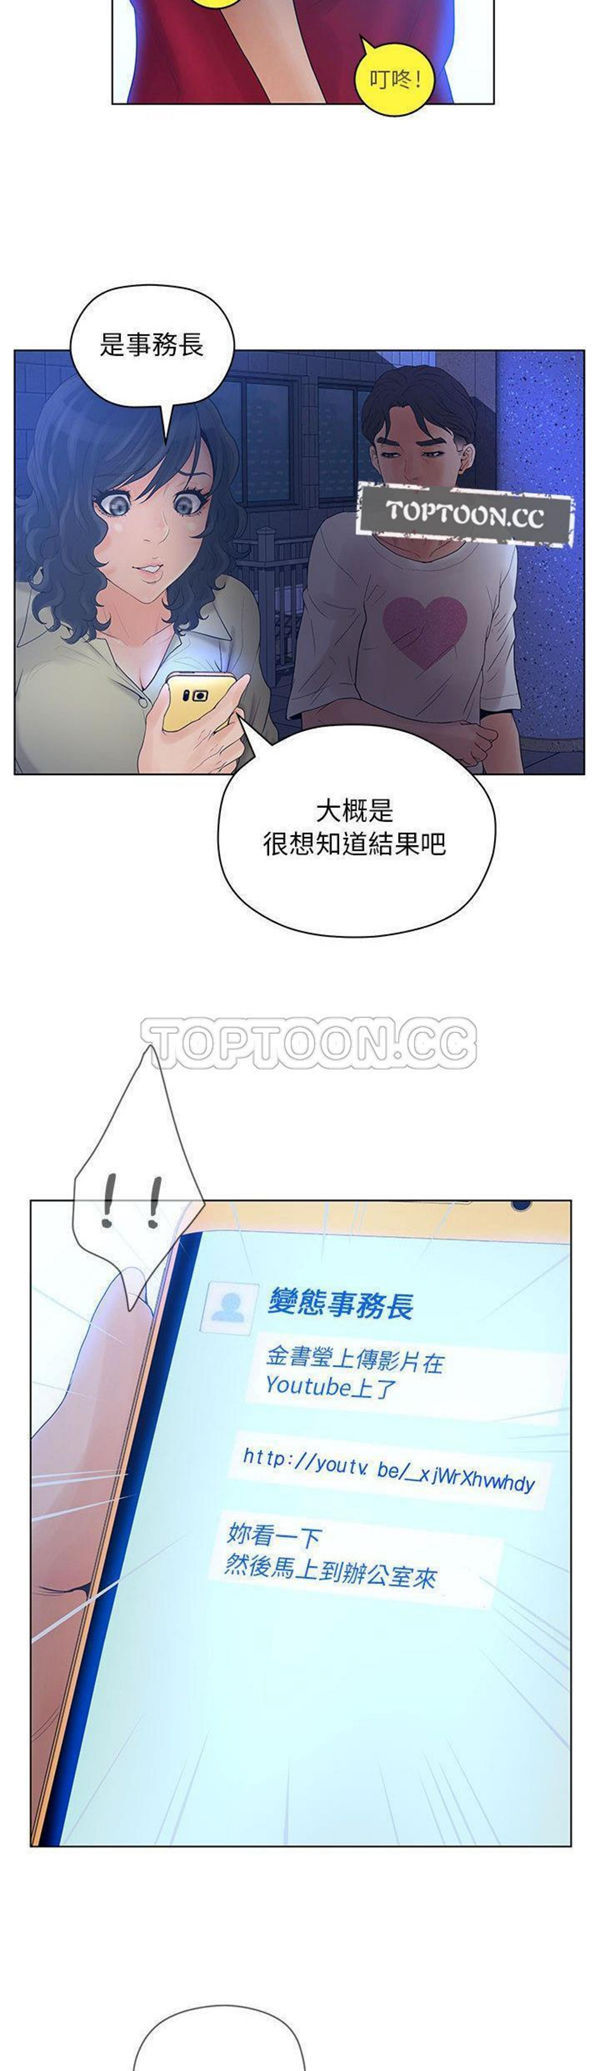 叮咚!
是事務長
TOPTOON.CC
大概是
很想知道結果吧
TOPTOON.CC
!!
變態事務長
金書瑩上傳影片在
Youtube上了
http://youtv.be/_xjWrXhvwhdy
妳看一下
然後馬上到辦公室來